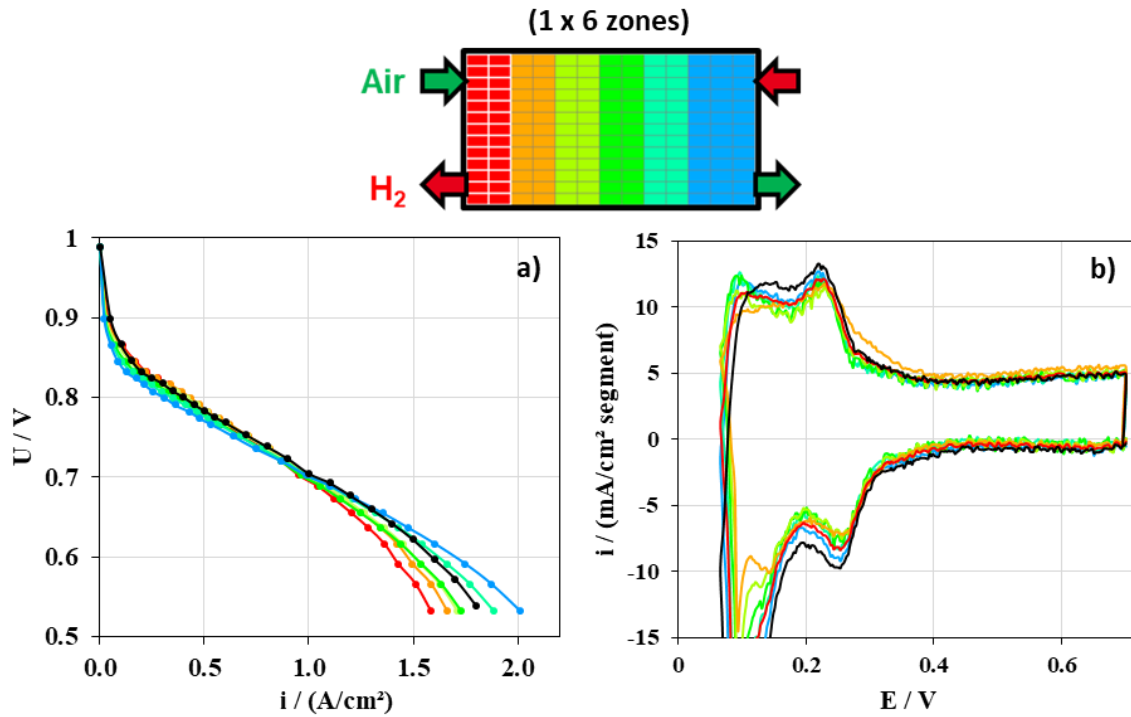 (1 x 6 zones)
Air
H₂
a)
1
0.9
0.8
0.7
0.6
0.5
U / V
0.0 0.5 1.0 1.5 2.0
i / (A/cm²)
b)
15
10
5
0
-5
-10
-15
i / (mA/cm² segment)
0 0.2 0.4 0.6
E / V